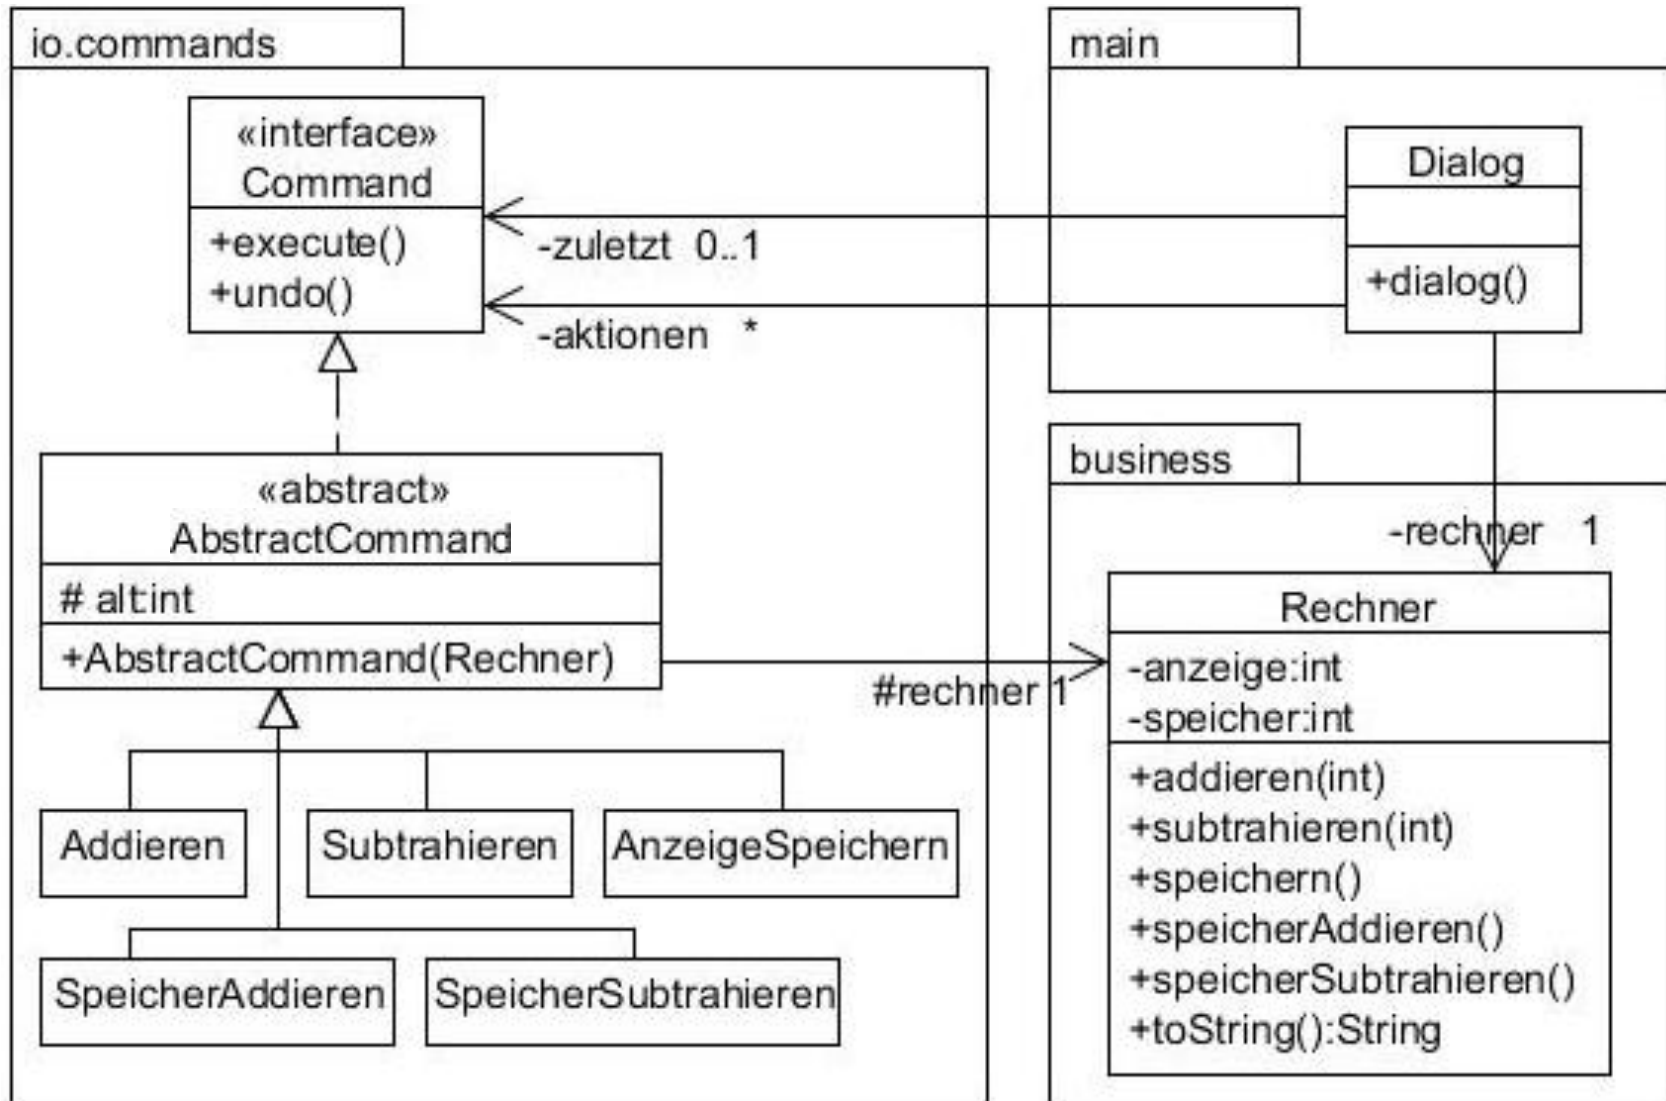 io.commands
«interface»
Command
+execute()
+undo()
-zuletzt 0..1
-aktionen *
«abstract»
AbstractCommand
# alt:int
+AbstractCommand(Rechner)
#rechner 1
Addieren
Subtrahieren
AnzeigeSpeichern
SpeicherAddieren
SpeicherSubtrahieren
main
Dialog
+dialog()
business
-rechner 1
Rechner
-anzeige:int
-speicher:int
+addieren(int)
+subtrahieren(int)
+speichern()
+speicherAddieren()
+speicherSubtrahieren()
+toString():String